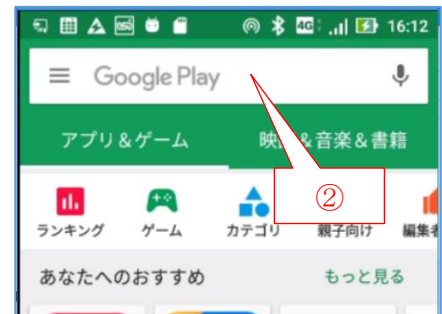 4G 16:12
Google Play
アプリ&ゲーム 映 &音楽&書籍
②
ランキング ゲーム カテゴリ 親子向け 編集者
あなたへのおすすめ もっと見る